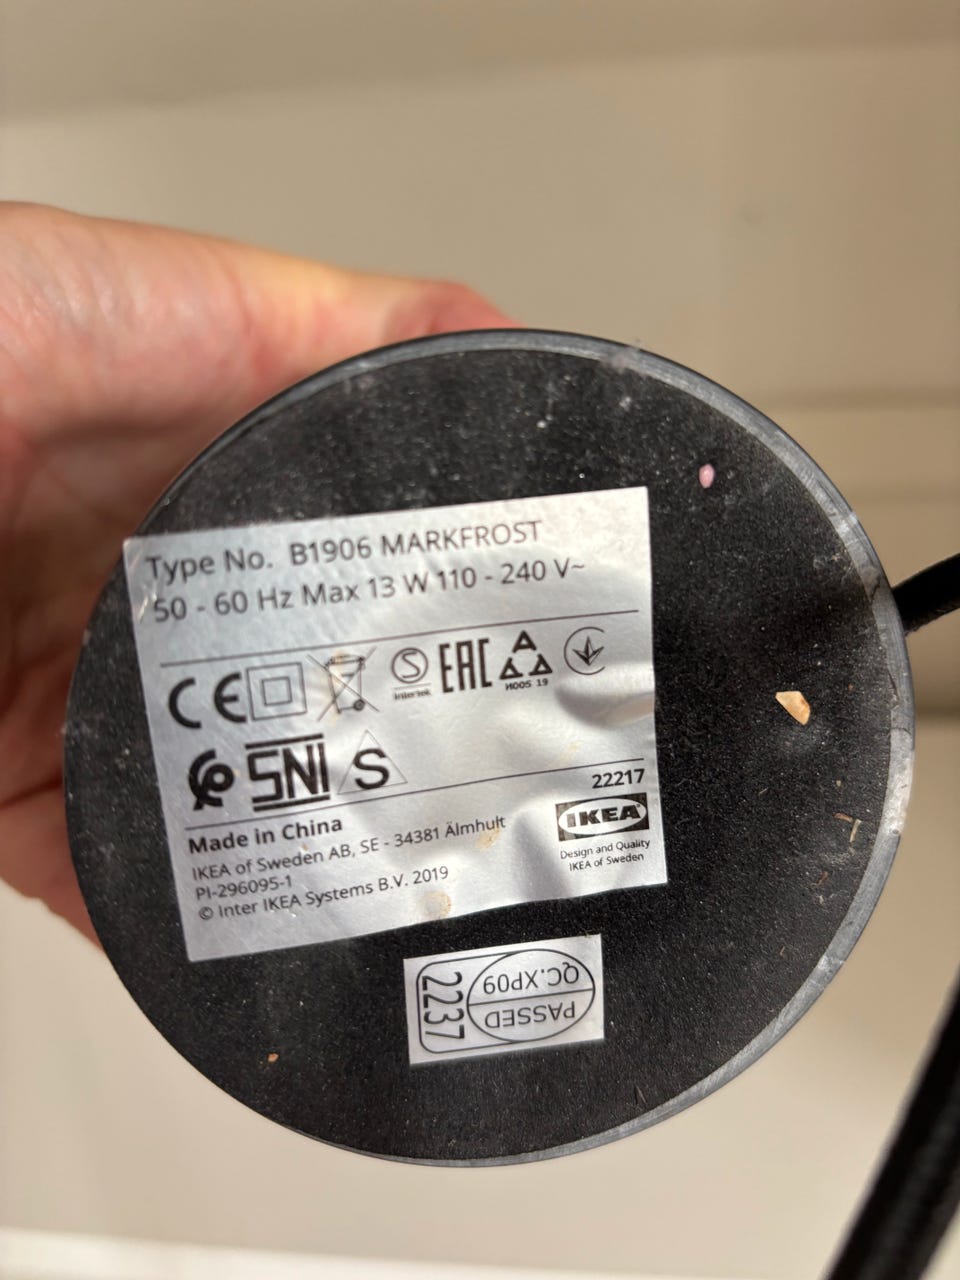 Type No. B1906 MARKFROST
50 - 60 Hz Max 13 W 110 - 240 V~
CE
S
Intertek
EAC
A
И005 19
SNI
S
22217
Made in China
IKEA of Sweden AB, SE - 34381 Älmhult
PI-296095-1
© Inter IKEA Systems B.V. 2019
IKEA
Design and Quality
IKEA of Sweden
PASSED
QC.XP09
2237